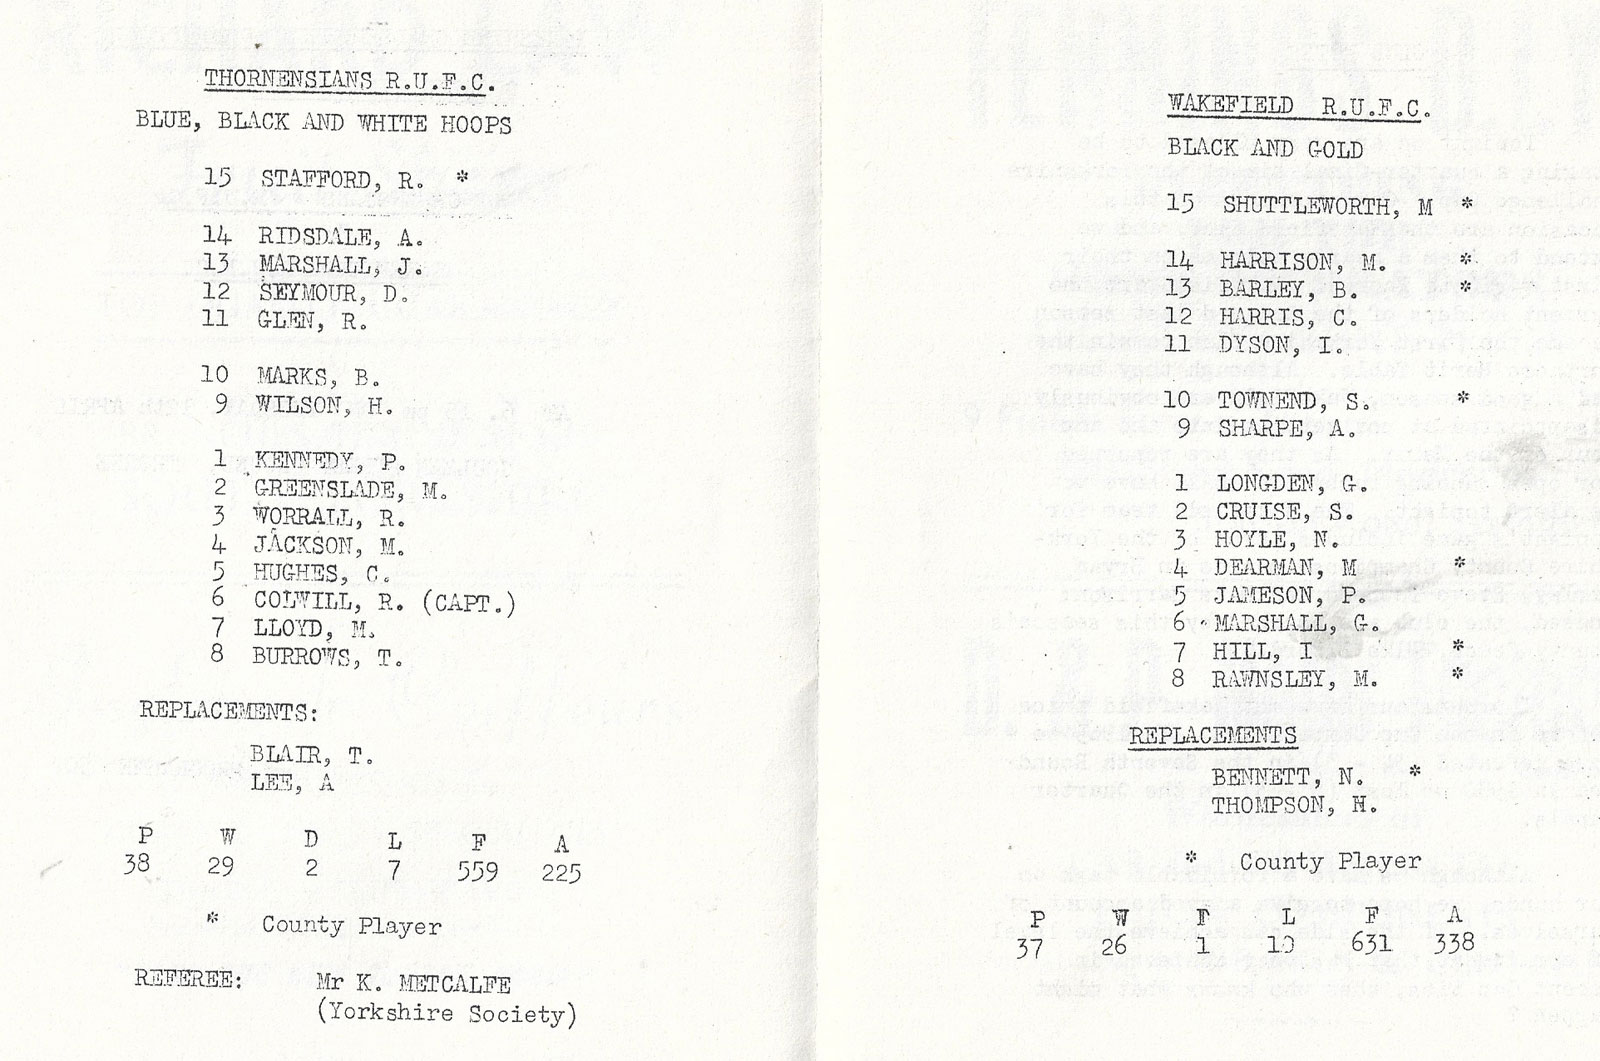 THORNENSIANS R.U.F.C.
BLUE, BLACK AND WHITE HOOPS
15 STAFFORD, R. *
14 RIDSDALE, A.
13 MARSHALL, J.
12 SEYMOUR, D.
11 GLEN, R.
10 MARKS, B.
9 WILSON, H.
1 KENNEDY, P.
2 GREENSLADE, M.
3 WORRALL, R.
4 JACKSON, M.
5 HUGHES, C.
6 COLWILL, R. (CAPT.)
7 LLOYD, M.
8 BURROWS, T.
REPLACEMENTS:
BLAIR, T.
LEE, A
P W D L F A
38 29 2 7 559 225
* County Player
REFEREE: Mr K. METCALFE
(Yorkshire Society)
WAKEFIELD R.U.F.C.
BLACK AND GOLD
15 SHUTTLEWORTH, M *
14 HARRISON, M. *
13 BARLEY, B. *
12 HARRIS, C.
11 DYSON, I.
10 TOWNEND, S. *
9 SHARPE, A.
1 LONGDEN, G.
2 CRUISE, S.
3 HOYLE, N.
4 DEARMAN, M *
5 JAMESON, P.
6 MARSHALL, G.
7 HILL, I *
8 RAWNSLEY, M. *
REPLACEMENTS
BENNETT, N. *
THOMPSON, H.
* County Player
P W F L F A
37 26 1 10 631 338